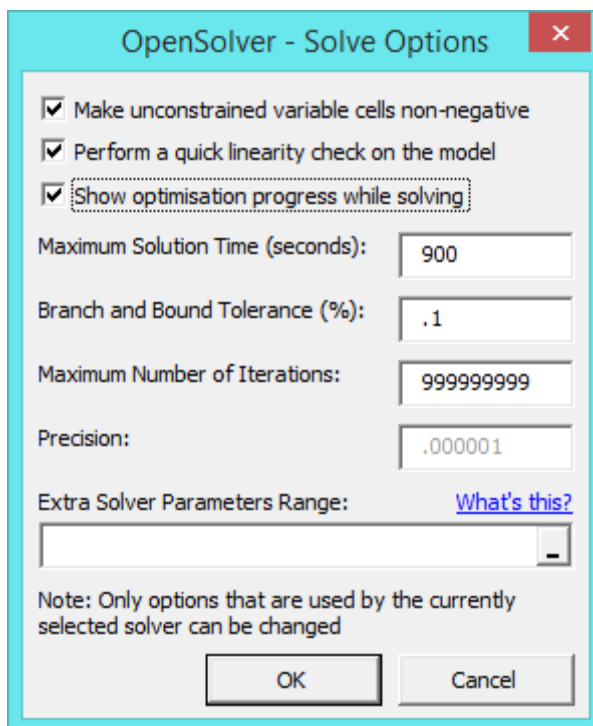 OpenSolver - Solve Options
Make unconstrained variable cells non-negative
Perform a quick linearity check on the model
Show optimisation progress while solving
Maximum Solution Time (seconds): 900
Branch and Bound Tolerance (%): .1
Maximum Number of Iterations: 999999999
Precision: .000001
Extra Solver Parameters Range: What's this?
Note: Only options that are used by the currently
selected solver can be changed
OK Cancel